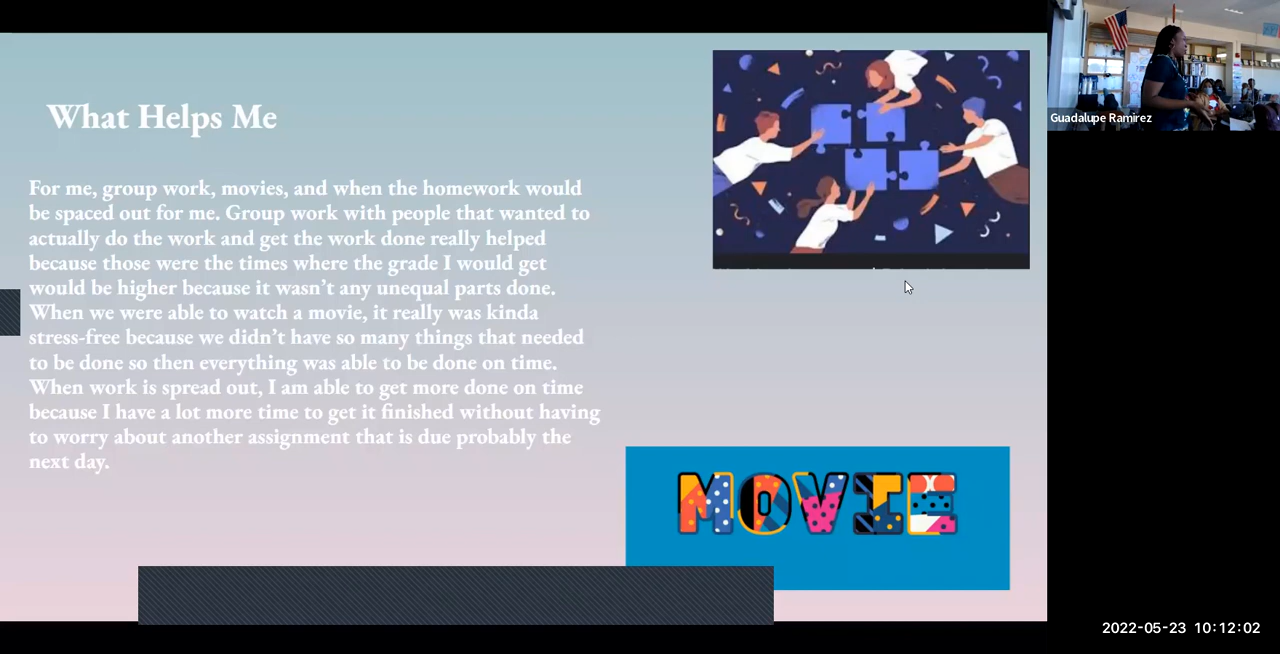 What Helps Me
For me, group work, movies, and when the homework would
be spaced out for me. Group work with people that wanted to
actually do the work and get the work done really helped
because those were the times where the grade I would get
would be higher because it wasn’t any unequal parts done.
When we were able to watch a movie, it really was kinda
stress-free because we didn’t have so many things that needed
to be done so then everything was able to be done on time.
When work is spread out, I am able to get more done on time
because I have a lot more time to get it finished without having
to worry about another assignment that is due probably the
next day.
MOVIE
Guadalupe Ramirez
2022-05-23 10:12:02